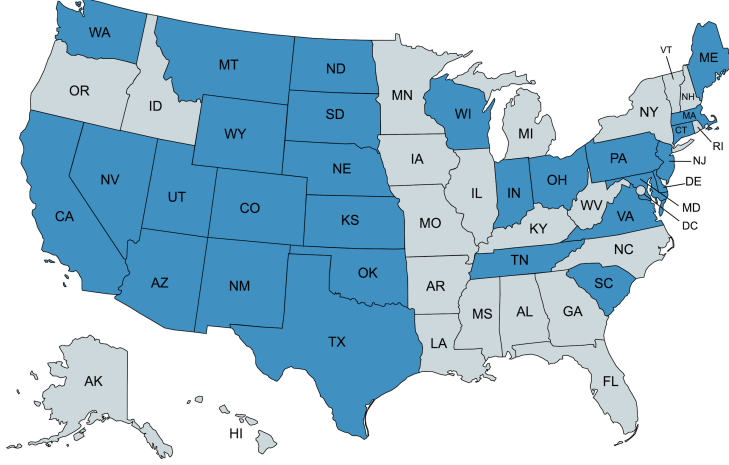 WA
MT
ND
MN
VT
ME
OR
ID
SD
WI
NH
NY
MA
WY
MI
CT
RI
NE
IA
PA
NJ
NV
UT
CO
IL
IN
OH
DE
CA
KS
MO
WV
VA
MD
KY
DC
NC
AZ
NM
OK
TN
AR
SC
TX
MS
AL
GA
LA
AK
FL
HI